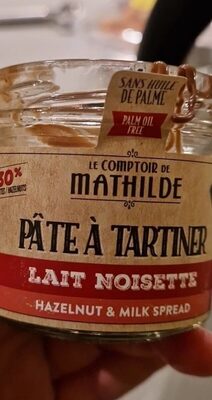 SANS HUILE
DE PALME
PALM OIL
FREE
30%
LE COMPTOIR DE
MATHILDE
PÂTE À TARTINER
LAIT NOISETTE
HAZELNUT & MILK SPREAD